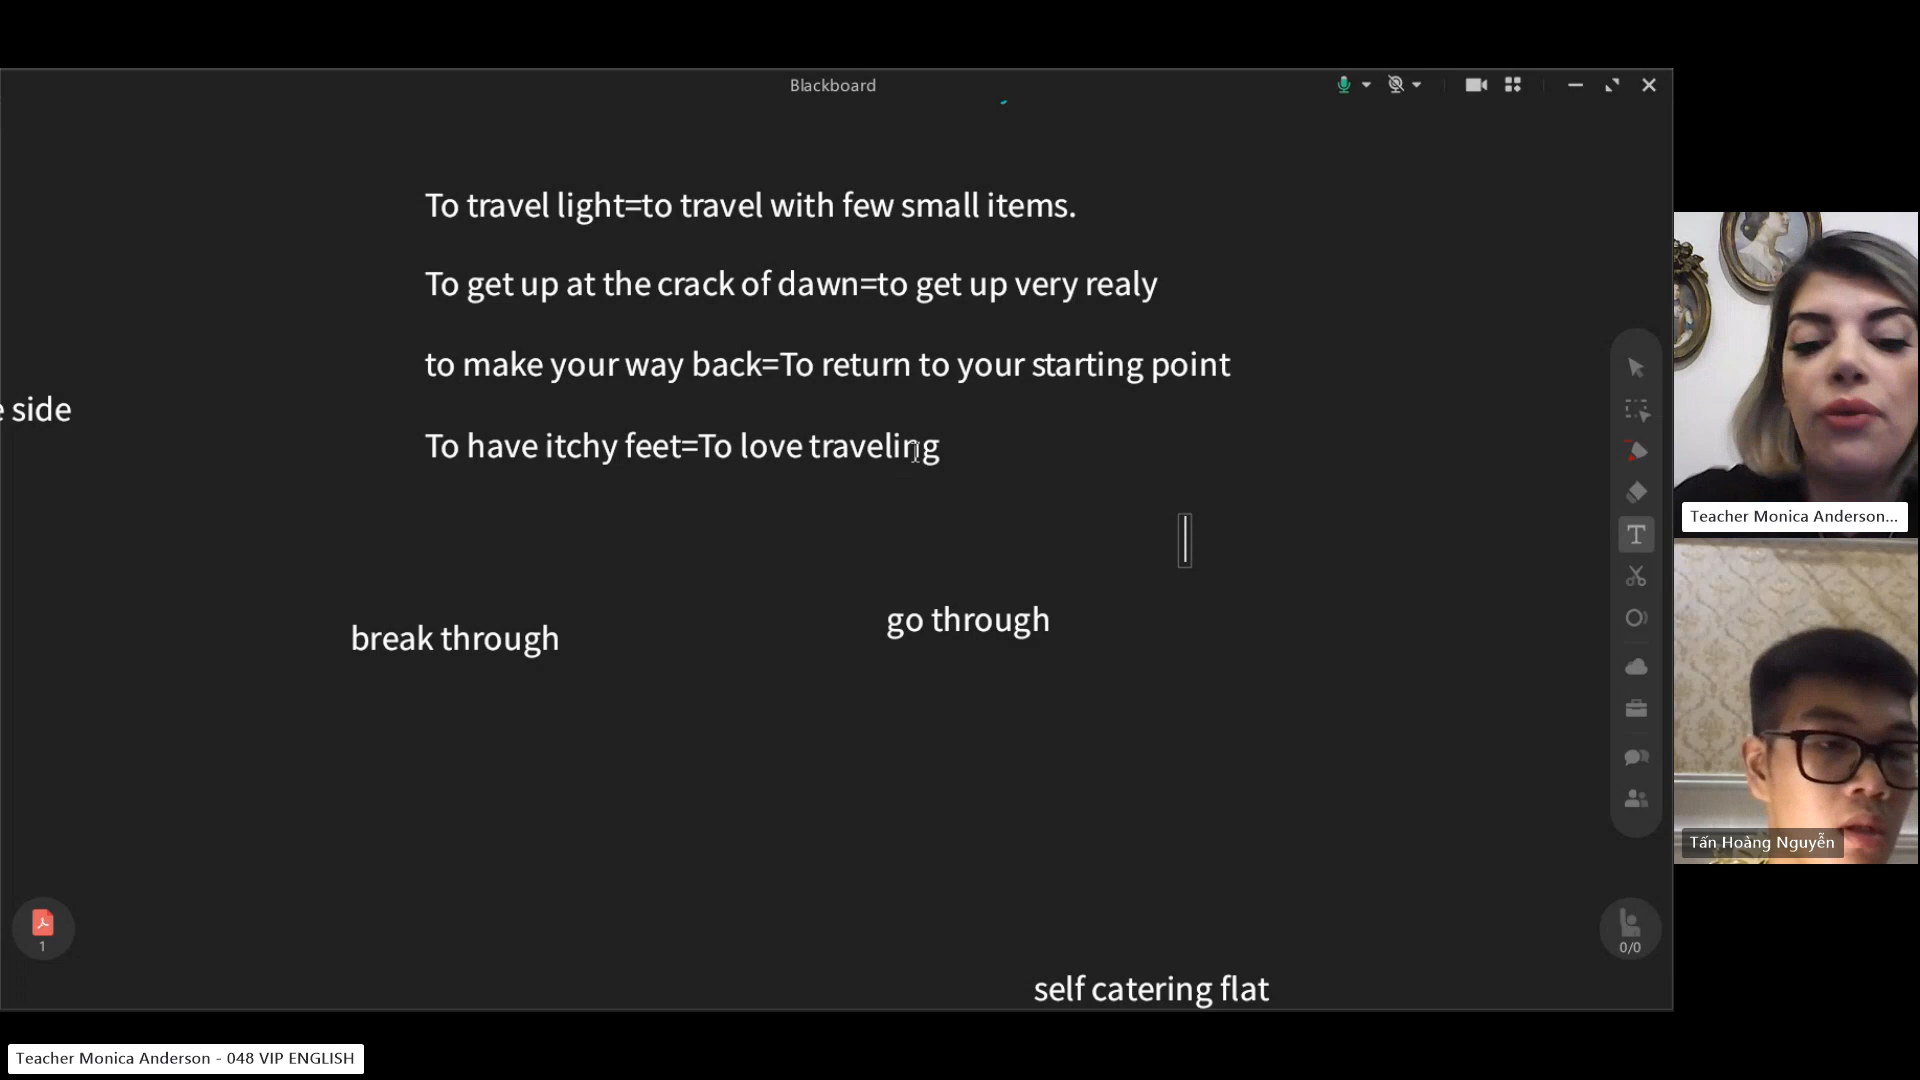 Blackboard
To travel light=to travel with few small items.
To get up at the crack of dawn=to get up very realy
to make your way back=To return to your starting point
e side
To have itchy feet=To love traveling
Teacher Monica Anderson...
go through
break through
Tấn Hoàng Nguyễn
1
0/0
self catering flat
Teacher Monica Anderson - 048 VIP ENGLISH